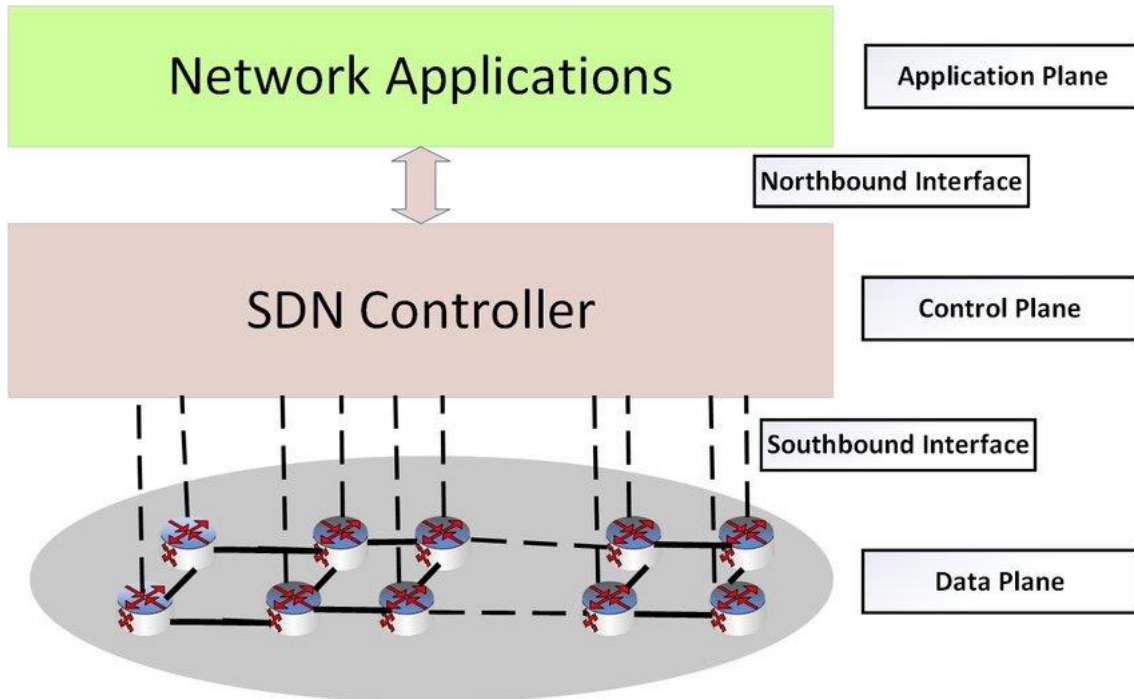 Network Applications
Application Plane
Northbound Interface
SDN Controller
Control Plane
Southbound Interface
Data Plane